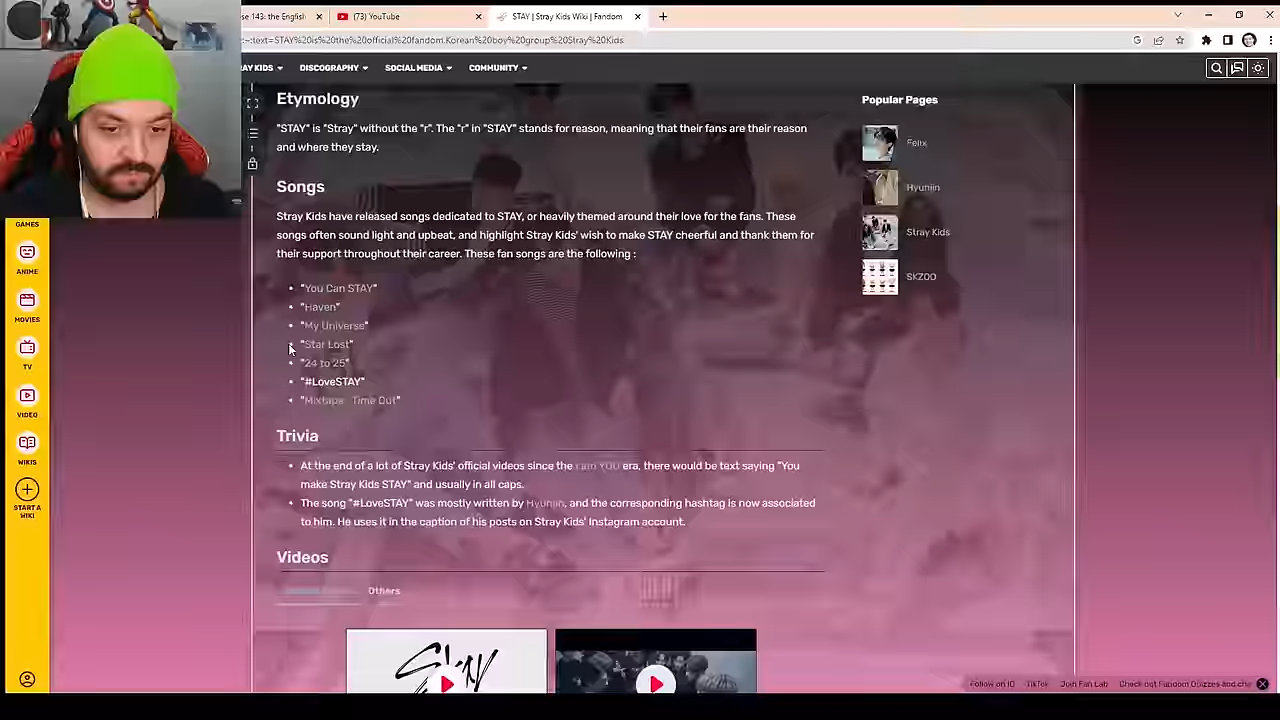 se 143: the English
(73) YouTube
STAY | Stray Kids Wiki | Fandom
:~:text=STAY%20is%20the%20official%20fandom,Korean%20boy%20group%20Stray%20Kids
RAY KIDS
DISCOGRAPHY
SOCIAL MEDIA
COMMUNITY
GAMES
ANIME
MOVIES
TV
VIDEO
WIKIS
START A
WIKI
Etymology
"STAY" is "Stray" without the "r". The "r" in "STAY" stands for reason, meaning that their fans are their reason
and where they stay.
Songs
Stray Kids have released songs dedicated to STAY, or heavily themed around their love for the fans. These
songs often sound light and upbeat, and highlight Stray Kids' wish to make STAY cheerful and thank them for
their support throughout their career. These fan songs are the following :
"You Can STAY"
"Haven"
"My Universe"
"Star Lost"
"24 to 25"
"#LoveSTAY"
"Mixtape : Time Out"
Trivia
At the end of a lot of Stray Kids' official videos since the I am YOU era, there would be text saying "You
make Stray Kids STAY" and usually in all caps.
The song "#LoveSTAY" was mostly written by Hyunjin, and the corresponding hashtag is now associated
to him. He uses it in the caption of his posts on Stray Kids' Instagram account.
Videos
Others
STAY
Popular Pages
Felix
Hyunjin
Stray Kids
SKZOO
Follow on IG
TikTok
Join Fan Lab
Check out Fandom Quizzes and cha